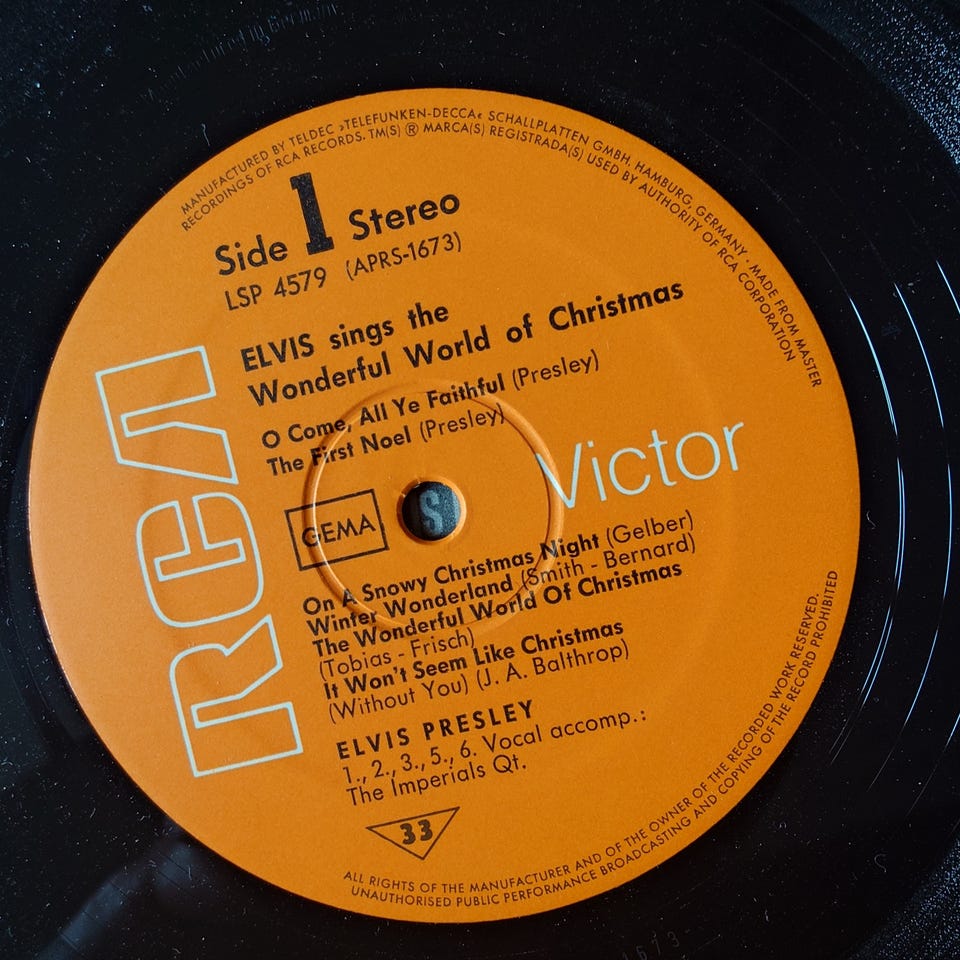 MANUFACTURED BY TELDEC »TELEFUNKEN-DECCA« SCHALLPLATTEN GMBH, HAMBURG, GERMANY · MADE FROM MASTER
RECORDINGS OF RCA RECORDS. TM(S) ® MARCA(S) REGISTRADA(S) USED BY AUTHORITY OF RCA CORPORATION
Side 1 Stereo
LSP 4579 (APRS-1673)
ELVIS sings the
Wonderful World of Christmas
O Come, All Ye Faithful (Presley)
The First Noel (Presley)
RCA
Victor
GEMA
S
On A Snowy Christmas Night (Gelber)
Winter Wonderland (Smith - Bernard)
The Wonderful World Of Christmas
(Tobias - Frisch)
It Won't Seem Like Christmas
(Without You) (J. A. Balthrop)
ELVIS PRESLEY
1., 2., 3., 5., 6. Vocal accomp.:
The Imperials Qt.
33
ALL RIGHTS OF THE MANUFACTURER AND OF THE OWNER OF THE RECORDED WORK RESERVED.
UNAUTHORISED PUBLIC PERFORMANCE BROADCASTING AND COPYING OF THE RECORD PROHIBITED